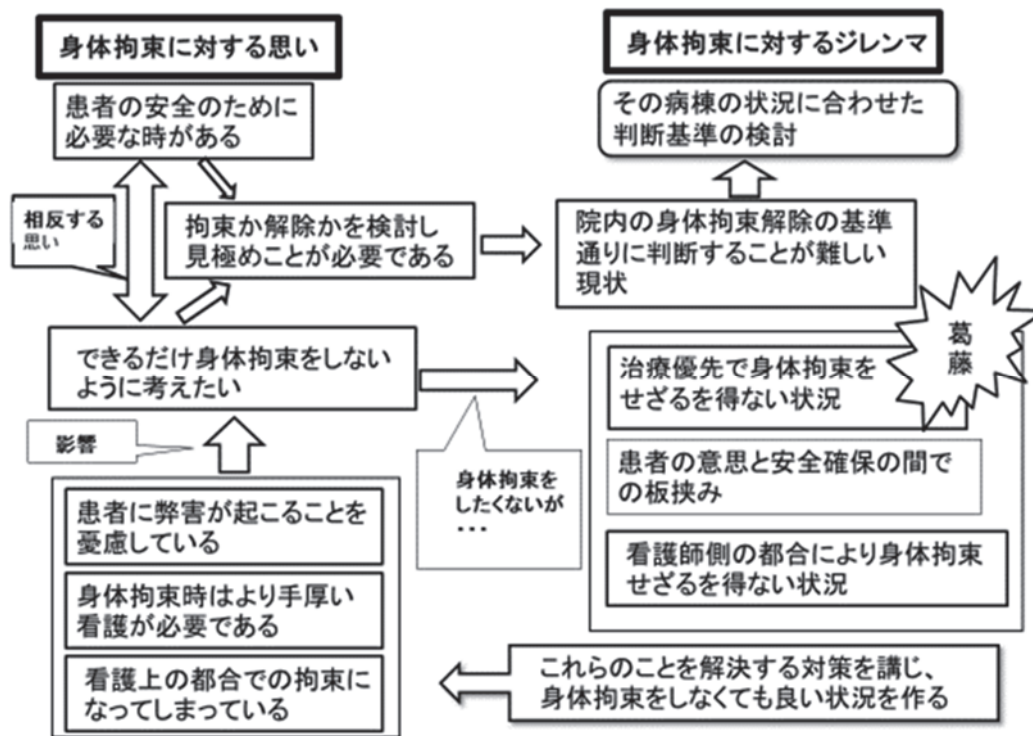 身体拘束に対する思い
患者の安全のために
必要な時がある
相反する
思い
拘束か解除かを検討し
見極めことが必要である
できるだけ身体拘束をしない
ように考えたい
影響
患者に弊害が起こることを
憂慮している
身体拘束時はより手厚い
看護が必要である
看護上の都合での拘束に
なってしまっている
身体拘束を
したくないが
・・・
身体拘束に対するジレンマ
その病棟の状況に合わせた
判断基準の検討
院内の身体拘束解除の基準
通りに判断することが難しい
現状
葛藤
治療優先で身体拘束を
せざるを得ない状況
患者の意思と安全確保の間で
の板挟み
看護師側の都合により身体拘束
せざるを得ない状況
これらのことを解決する対策を講じ、
身体拘束をしなくても良い状況を作る